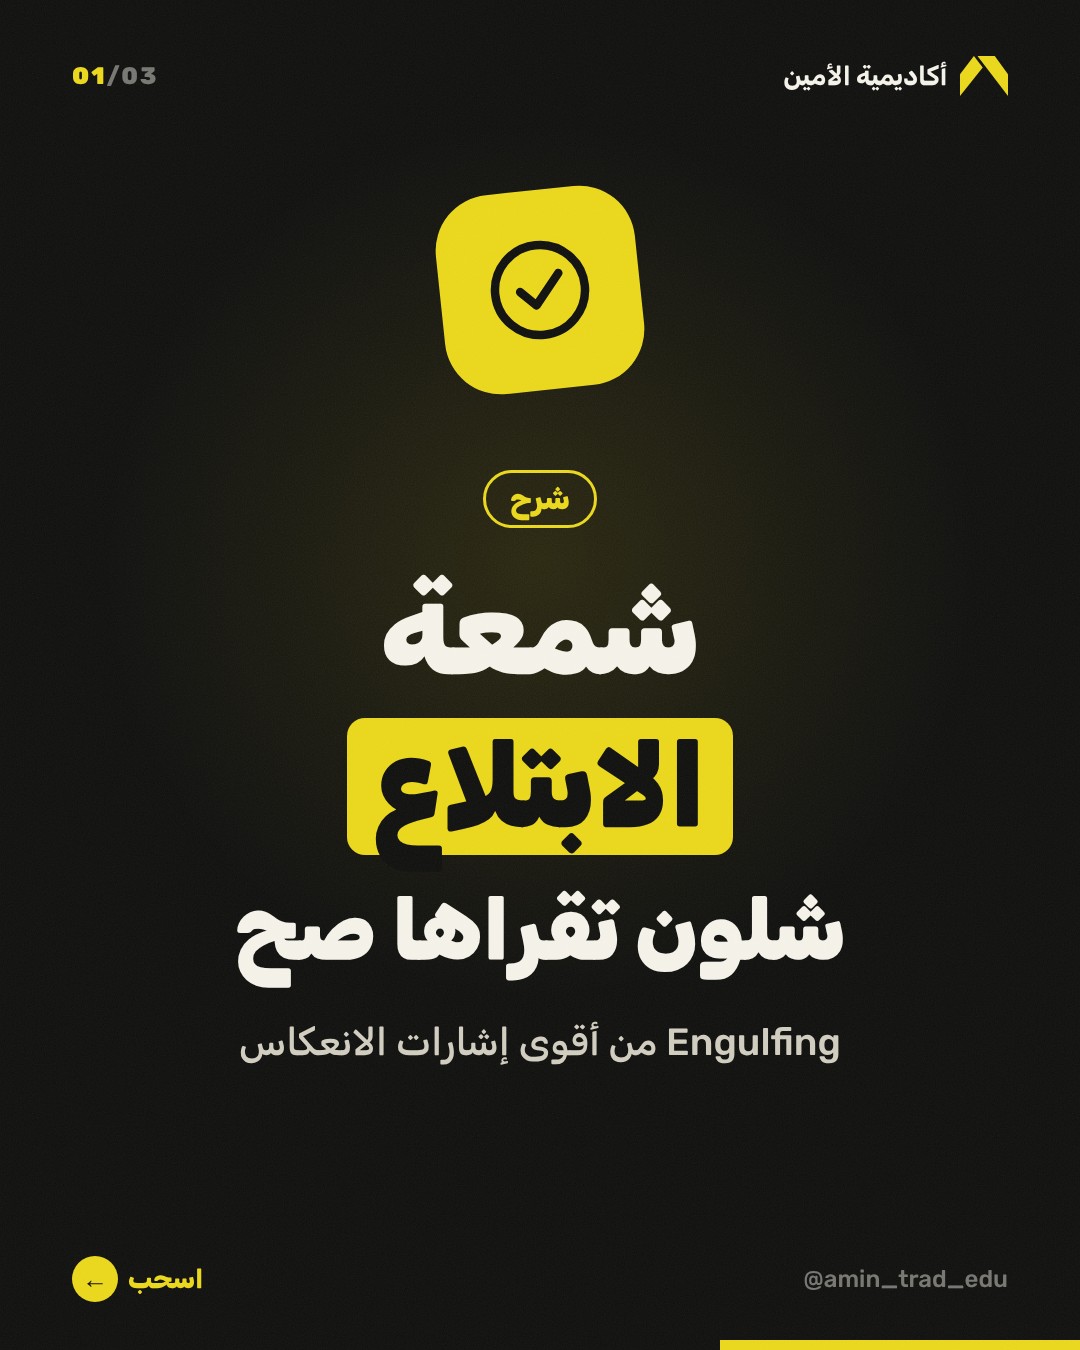 أكاديمية الأمين
01/03
شرح
شمعة
الابتلاع
شلون تقراها صح
Engulfing من أقوى إشارات الانعكاس
اسحب ←
@amin_trad_edu